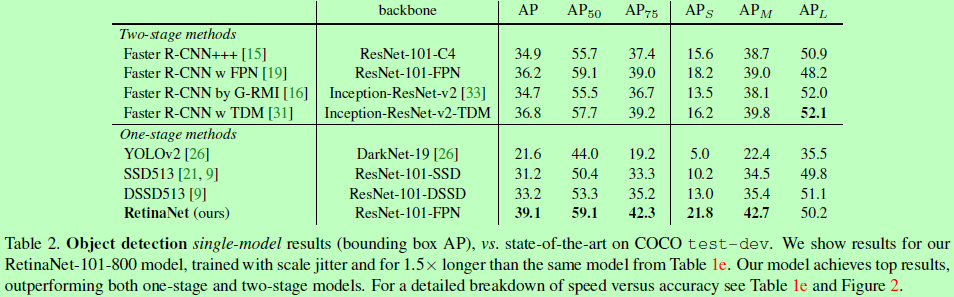 backbone AP AP50 AP75 APS APM APL
Two-stage methods
Faster R-CNN+++ [15] ResNet-101-C4 34.9 55.7 37.4 15.6 38.7 50.9
Faster R-CNN w FPN [19] ResNet-101-FPN 36.2 59.1 39.0 18.2 39.0 48.2
Faster R-CNN by G-RMI [16] Inception-ResNet-v2 [33] 34.7 55.5 36.7 13.5 38.1 52.0
Faster R-CNN w TDM [31] Inception-ResNet-v2-TDM 36.8 57.7 39.2 16.2 39.8 52.1
One-stage methods
YOLOv2 [26] DarkNet-19 [26] 21.6 44.0 19.2 5.0 22.4 35.5
SSD513 [21, 9] ResNet-101-SSD 31.2 50.4 33.3 10.2 34.5 49.8
DSSD513 [9] ResNet-101-DSSD 33.2 53.3 35.2 13.0 35.4 51.1
RetinaNet (ours) ResNet-101-FPN 39.1 59.1 42.3 21.8 42.7 50.2
Table 2. Object detection single-model results (bounding box AP), vs. state-of-the-art on COCO test-dev. We show results for our
RetinaNet-101-800 model, trained with scale jitter and for 1.5× longer than the same model from Table 1e. Our model achieves top results,
outperforming both one-stage and two-stage models. For a detailed breakdown of speed versus accuracy see Table 1e and Figure 2.